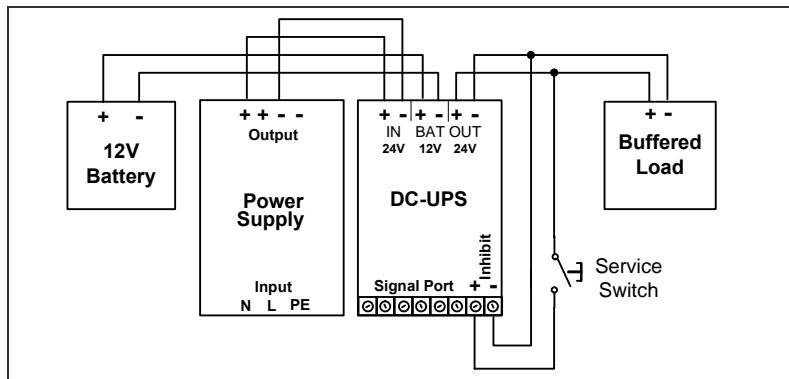 + -
12V
Battery
+ + - -
Output
Power
Supply
Input
N L PE
+ - + - + -
IN BAT OUT
24V 12V 24V
DC-UPS
Inhibit
Signal Port + -
+ -
Buffered
Load
Service
Switch